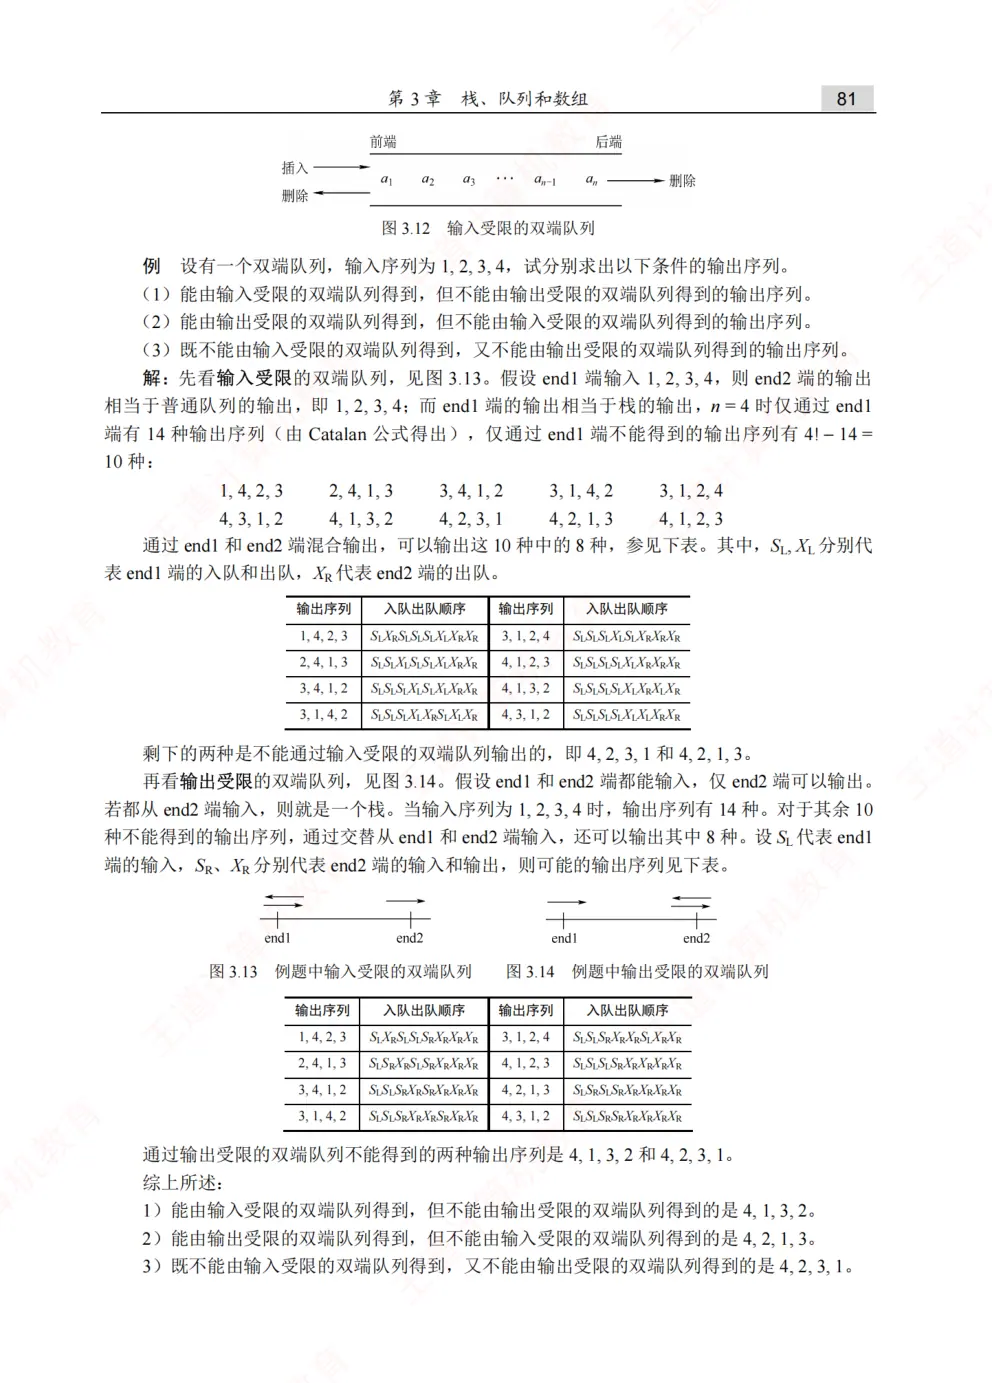 第 3 章 栈、队列和数组 81
前端 后端
插入
删除
a1 a2 a3 ··· an−1 an 删除
图 3.12 输入受限的双端队列
例 设有一个双端队列，输入序列为 1, 2, 3, 4，试分别求出以下条件的输出序列。
（1）能由输入受限的双端队列得到，但不能由输出受限的双端队列得到的输出序列。
（2）能由输出受限的双端队列得到，但不能由输入受限的双端队列得到的输出序列。
（3）既不能由输入受限的双端队列得到，又不能由输出受限的双端队列得到的输出序列。
解：先看输入受限的双端队列，见图 3.13。假设 end1 端输入 1, 2, 3, 4，则 end2 端的输出
相当于普通队列的输出，即 1, 2, 3, 4；而 end1 端的输出相当于栈的输出，n = 4 时仅通过 end1
端有 14 种输出序列（由 Catalan 公式得出），仅通过 end1 端不能得到的输出序列有 4! − 14 =
10 种：
1, 4, 2, 3 2, 4, 1, 3 3, 4, 1, 2 3, 1, 4, 2 3, 1, 2, 4
4, 3, 1, 2 4, 1, 3, 2 4, 2, 3, 1 4, 2, 1, 3 4, 1, 2, 3
通过 end1 和 end2 端混合输出，可以输出这 10 种中的 8 种，参见下表。其中，SL, XL 分别代
表 end1 端的入队和出队，XR 代表 end2 端的出队。
输出序列 入队出队顺序 输出序列 入队出队顺序
1, 4, 2, 3 SLXRSLSLSLXLXRXR 3, 1, 2, 4 SLSLSLXLSLXRXRXR
2, 4, 1, 3 SLSLXLSLSLXLXRXR 4, 1, 2, 3 SLSLSLSLXLXRXRXR
3, 4, 1, 2 SLSLSLXLSLXLXRXR 4, 1, 3, 2 SLSLSLSLXLXRXLXR
3, 1, 4, 2 SLSLSLXLXRSLXLXR 4, 3, 1, 2 SLSLSLSLXLXLXRXR
剩下的两种是不能通过输入受限的双端队列输出的，即 4, 2, 3, 1 和 4, 2, 1, 3。
再看输出受限的双端队列，见图 3.14。假设 end1 和 end2 端都能输入，仅 end2 端可以输出。
若都从 end2 端输入，则就是一个栈。当输入序列为 1, 2, 3, 4 时，输出序列有 14 种。对于其余 10
种不能得到的输出序列，通过交替从 end1 和 end2 端输入，还可以输出其中 8 种。设 SL 代表 end1
端的输入，SR、XR 分别代表 end2 端的输入和输出，则可能的输出序列见下表。
end1 end2 end1 end2
图 3.13 例题中输入受限的双端队列 图 3.14 例题中输出受限的双端队列
输出序列 入队出队顺序 输出序列 入队出队顺序
1, 4, 2, 3 SLXRSLSLSRXRXRXR 3, 1, 2, 4 SLSLSRXRXRSLXRXR
2, 4, 1, 3 SLSRXRSLSRXRXRXR 4, 1, 2, 3 SLSLSLSRXRXRXRXR
3, 4, 1, 2 SLSLSRXRSRXRXRXR 4, 2, 1, 3 SLSRSLSRXRXRXRXR
3, 1, 4, 2 SLSLSRXRXRSRXRXR 4, 3, 1, 2 SLSLSRSRXRXRXRXR
通过输出受限的双端队列不能得到的两种输出序列是 4, 1, 3, 2 和 4, 2, 3, 1。
综上所述：
1）能由输入受限的双端队列得到，但不能由输出受限的双端队列得到的是 4, 1, 3, 2。
2）能由输出受限的双端队列得到，但不能由输入受限的双端队列得到的是 4, 2, 1, 3。
3）既不能由输入受限的双端队列得到，又不能由输出受限的双端队列得到的是 4, 2, 3, 1。